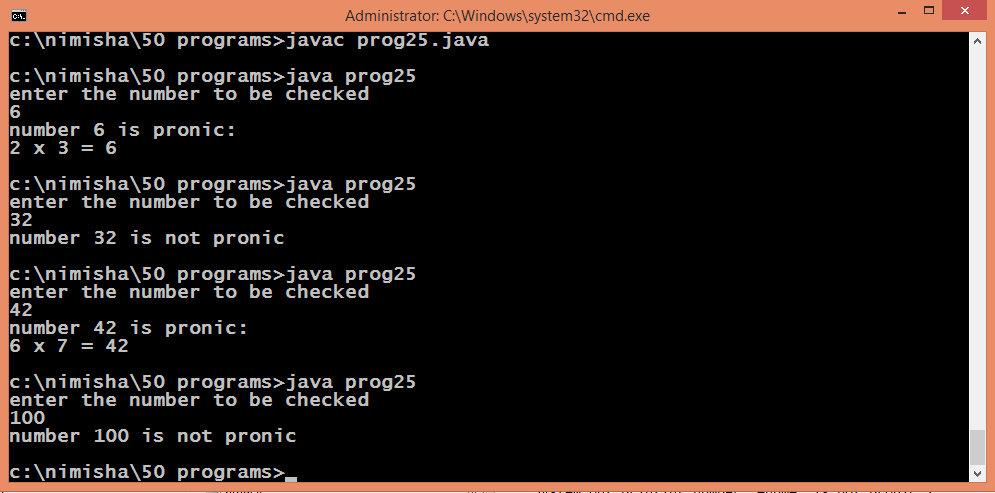 Administrator: C:\Windows\system32\cmd.exe
c:\nimisha\50 programs>javac prog25.java
c:\nimisha\50 programs>java prog25
enter the number to be checked
6
number 6 is pronic:
2 x 3 = 6
c:\nimisha\50 programs>java prog25
enter the number to be checked
32
number 32 is not pronic
c:\nimisha\50 programs>java prog25
enter the number to be checked
42
number 42 is pronic:
6 x 7 = 42
c:\nimisha\50 programs>java prog25
enter the number to be checked
100
number 100 is not pronic
c:\nimisha\50 programs>